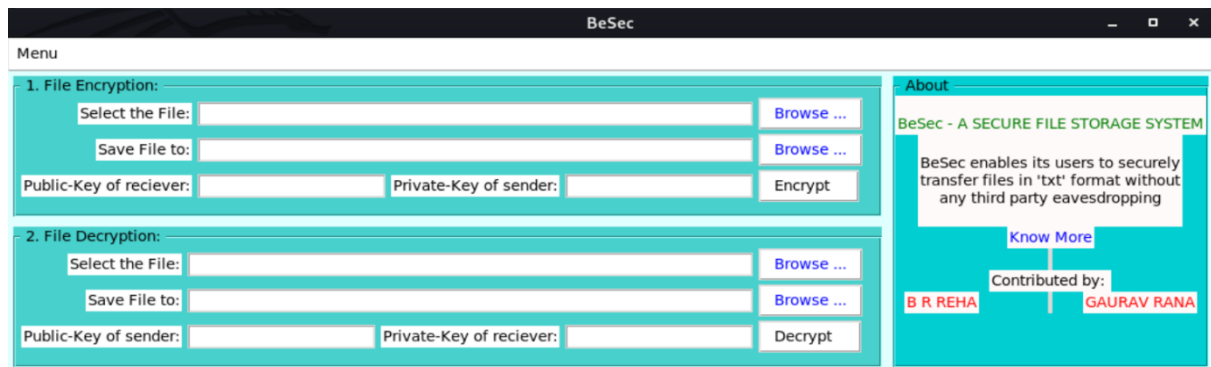 BeSec
Menu
1. File Encryption:
Select the File: Browse ...
Save File to: Browse ...
Public-Key of reciever: Private-Key of sender: Encrypt
2. File Decryption:
Select the File: Browse ...
Save File to: Browse ...
Public-Key of sender: Private-Key of reciever: Decrypt
About
BeSec - A SECURE FILE STORAGE SYSTEM
BeSec enables its users to securely
transfer files in 'txt' format without
any third party eavesdropping
Know More
Contributed by:
B R REHA GAURAV RANA